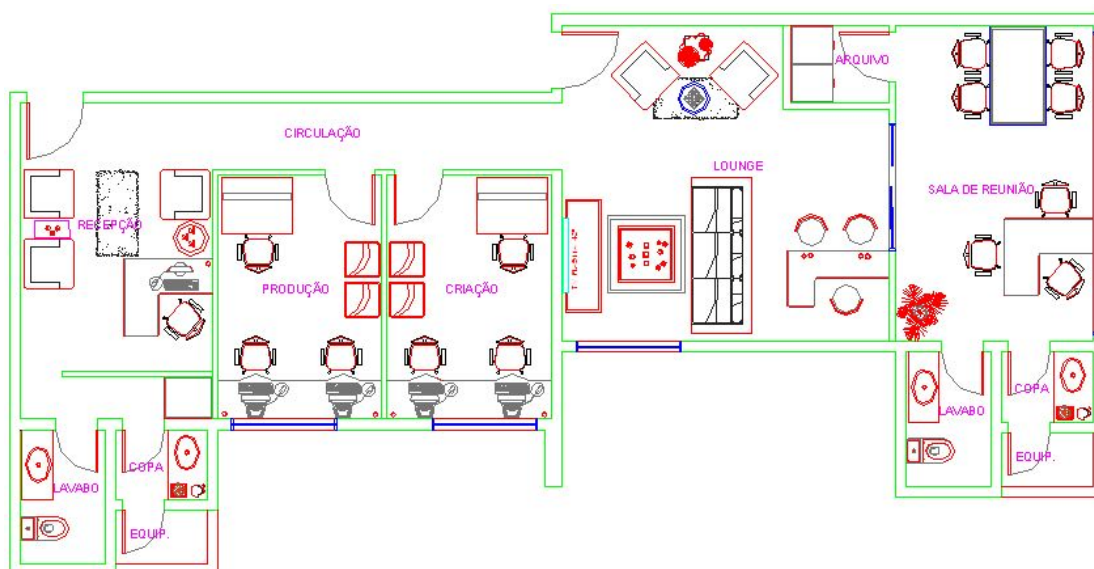 ARQUIVO
CIRCULAÇÃO
LOUNGE
SALA DE REUNIÃO
RECEPÇÃO
PRODUÇÃO
CRIAÇÃO
COPA
LAVABO
EQUIP.
COPA
LAVABO
EQUIP.